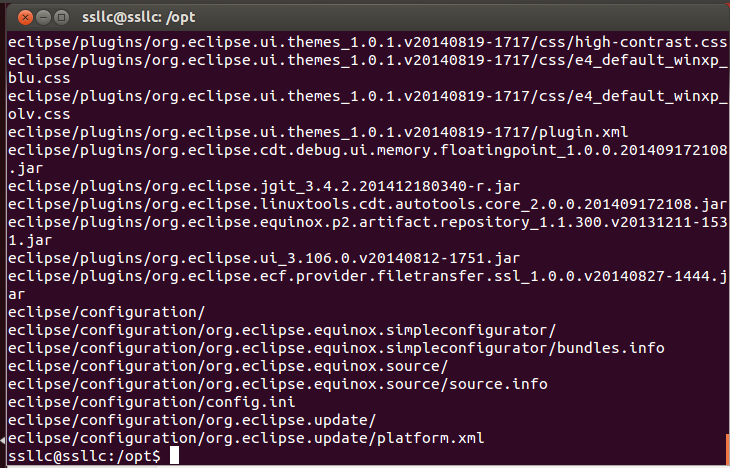 ssllc@ssllc: /opt
eclipse/plugins/org.eclipse.ui.themes_1.0.1.v20140819-1717/css/high-contrast.css
eclipse/plugins/org.eclipse.ui.themes_1.0.1.v20140819-1717/css/e4_default_winxp_
blu.css
eclipse/plugins/org.eclipse.ui.themes_1.0.1.v20140819-1717/css/e4_default_winxp_
olv.css
eclipse/plugins/org.eclipse.ui.themes_1.0.1.v20140819-1717/plugin.xml
eclipse/plugins/org.eclipse.cdt.debug.ui.memory.floatingpoint_1.0.0.201409172108
.jar
eclipse/plugins/org.eclipse.jgit_3.4.2.201412180340-r.jar
eclipse/plugins/org.eclipse.linuxtools.cdt.autotools.core_2.0.0.201409172108.jar
eclipse/plugins/org.eclipse.equinox.p2.artifact.repository_1.1.300.v20131211-153
1.jar
eclipse/plugins/org.eclipse.ui_3.106.0.v20140812-1751.jar
eclipse/plugins/org.eclipse.ecf.provider.filetransfer.ssl_1.0.0.v20140827-1444.j
ar
eclipse/configuration/
eclipse/configuration/org.eclipse.equinox.simpleconfigurator/
eclipse/configuration/org.eclipse.equinox.simpleconfigurator/bundles.info
eclipse/configuration/org.eclipse.equinox.source/
eclipse/configuration/org.eclipse.equinox.source/source.info
eclipse/configuration/config.ini
eclipse/configuration/org.eclipse.update/
eclipse/configuration/org.eclipse.update/platform.xml
ssllc@ssllc:/opt$